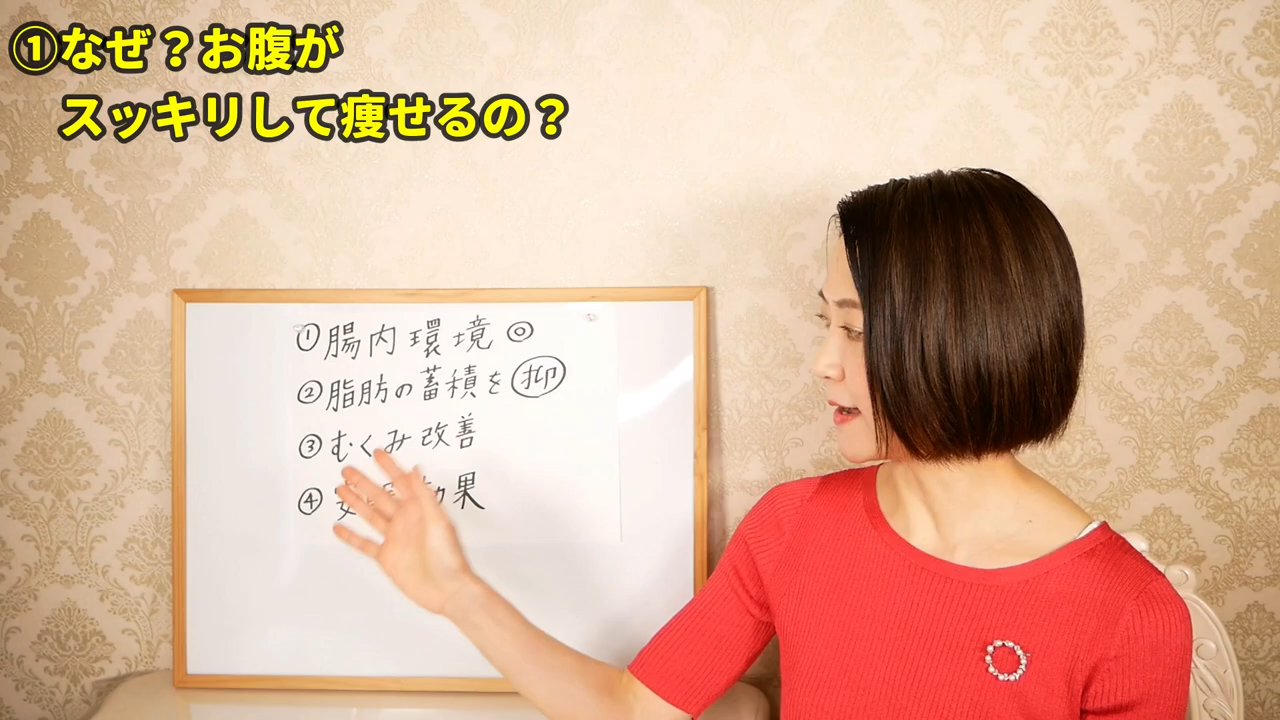 ①なぜ？お腹が
スッキリして痩せるの？
①腸内環境◎
②脂肪の蓄積を抑
③むくみ改善
④ 効果